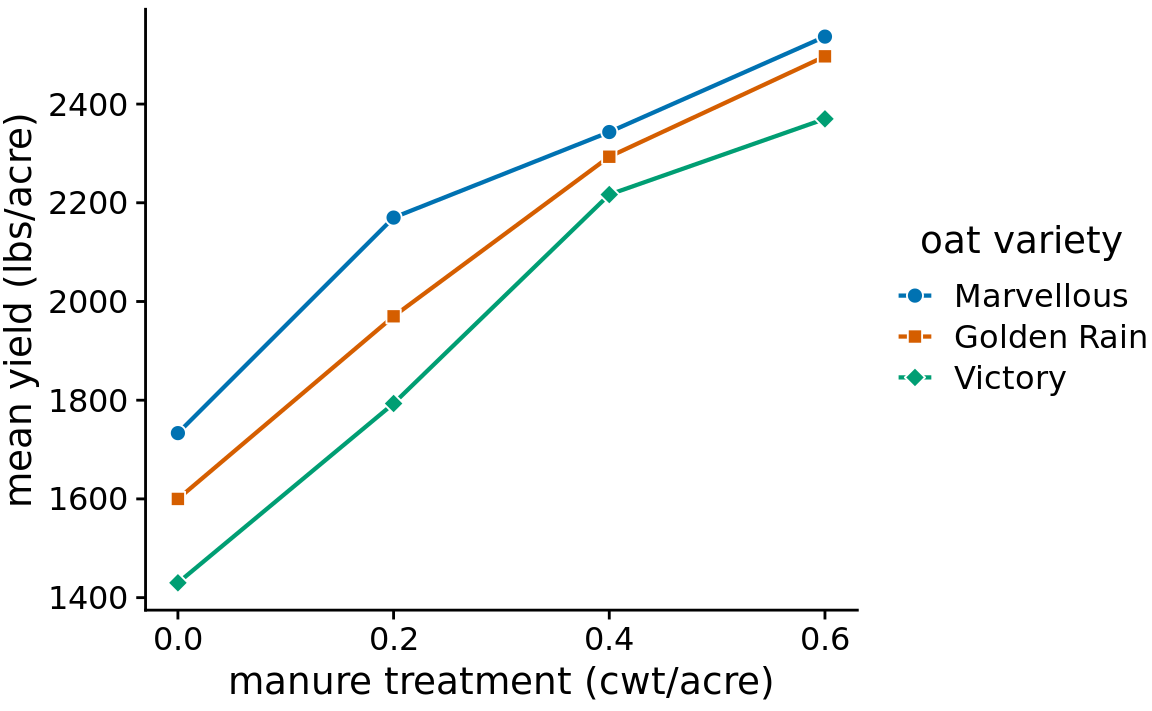 mean yield (lbs/acre)
2400
2200
2000
1800
1600
1400
0.0 0.2 0.4 0.6
manure treatment (cwt/acre)
oat variety
Marvellous
Golden Rain
Victory